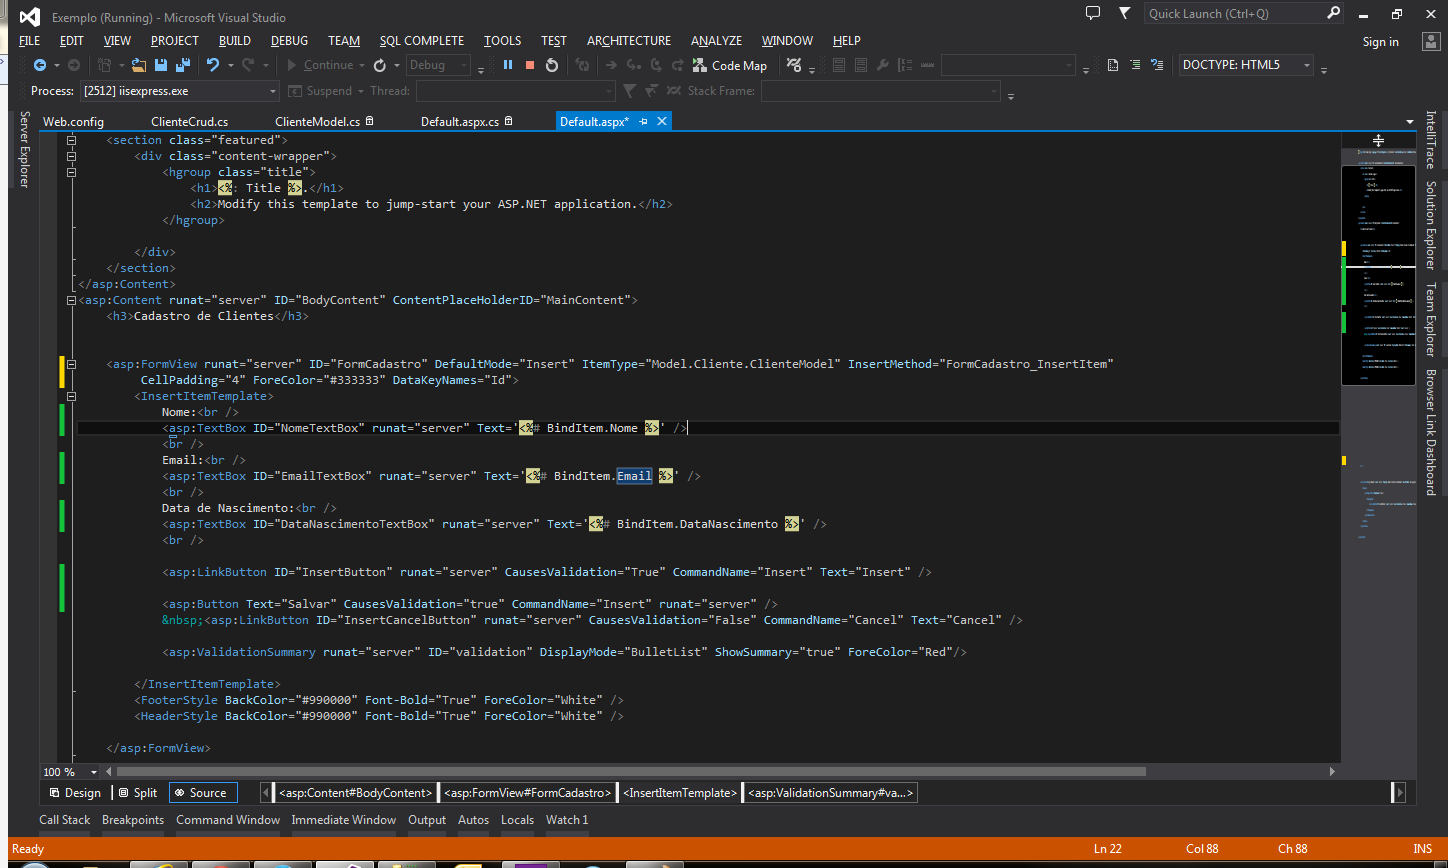 Exemplo (Running) - Microsoft Visual Studio
Quick Launch (Ctrl+Q)
FILE EDIT VIEW PROJECT BUILD DEBUG TEAM SQL COMPLETE TOOLS TEST ARCHITECTURE ANALYZE WINDOW HELP
Sign in
Continue Debug Code Map DOCTYPE: HTML5
Process: [2512] iisexpress.exe Suspend Thread: Stack Frame:
Server Explorer
Web.config ClienteCrud.cs ClienteModel.cs Default.aspx.cs Default.aspx*
<section class="featured">
<div class="content-wrapper">
<hgroup class="title">
<h1><%: Title %>.</h1>
<h2>Modify this template to jump-start your ASP.NET application.</h2>
</hgroup>
</div>
</section>
</asp:Content>
<asp:Content runat="server" ID="BodyContent" ContentPlaceHolderID="MainContent">
<h3>Cadastro de Clientes</h3>
<asp:FormView runat="server" ID="FormCadastro" DefaultMode="Insert" ItemType="Model.Cliente.ClienteModel" InsertMethod="FormCadastro_InsertItem"
CellPadding="4" ForeColor="#333333" DataKeyNames="Id">
<InsertItemTemplate>
Nome:<br />
<asp:TextBox ID="NomeTextBox" runat="server" Text='<%# BindItem.Nome %>' />
<br />
Email:<br />
<asp:TextBox ID="EmailTextBox" runat="server" Text='<%# BindItem.Email %>' />
<br />
Data de Nascimento:<br />
<asp:TextBox ID="DataNascimentoTextBox" runat="server" Text='<%# BindItem.DataNascimento %>' />
<br />
<asp:LinkButton ID="InsertButton" runat="server" CausesValidation="True" CommandName="Insert" Text="Insert" />
<asp:Button Text="Salvar" CausesValidation="true" CommandName="Insert" runat="server" />
&nbsp;<asp:LinkButton ID="InsertCancelButton" runat="server" CausesValidation="False" CommandName="Cancel" Text="Cancel" />
<asp:ValidationSummary runat="server" ID="validation" DisplayMode="BulletList" ShowSummary="true" ForeColor="Red"/>
</InsertItemTemplate>
<FooterStyle BackColor="#990000" Font-Bold="True" ForeColor="White" />
<HeaderStyle BackColor="#990000" Font-Bold="True" ForeColor="White" />
</asp:FormView>
IntelliTrace
Solution Explorer
Team Explorer
Browser Link Dashboard
100 %
Design Split Source <asp:Content#BodyContent> <asp:FormView#FormCadastro> <InsertItemTemplate> <asp:ValidationSummary#va...>
Call Stack Breakpoints Command Window Immediate Window Output Autos Locals Watch 1
Ready Ln 22 Col 88 Ch 88 INS